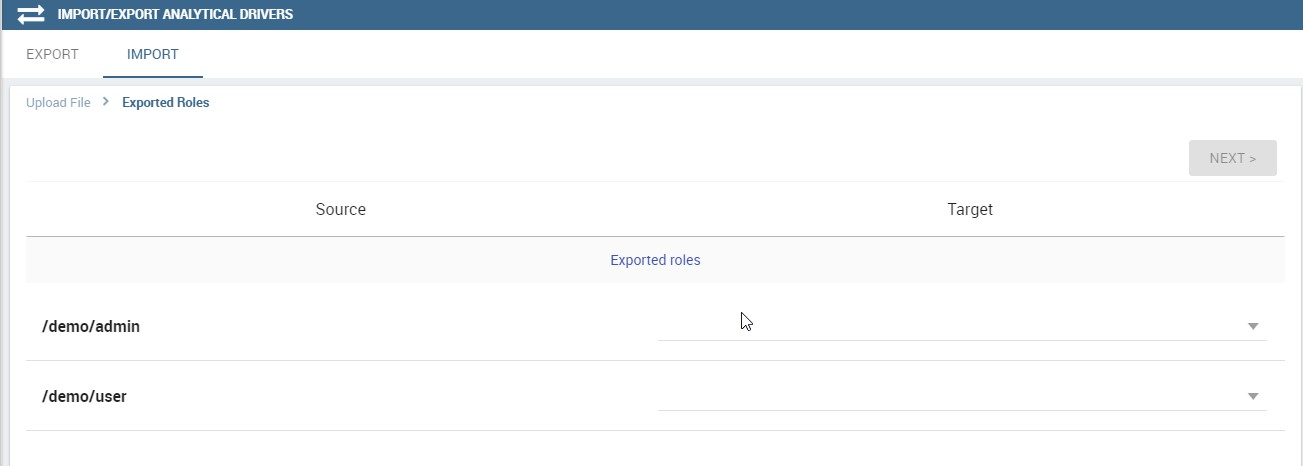 IMPORT/EXPORT ANALYTICAL DRIVERS
EXPORT IMPORT
Upload File > Exported Roles
NEXT >
Source Target
Exported roles
/demo/admin
/demo/user